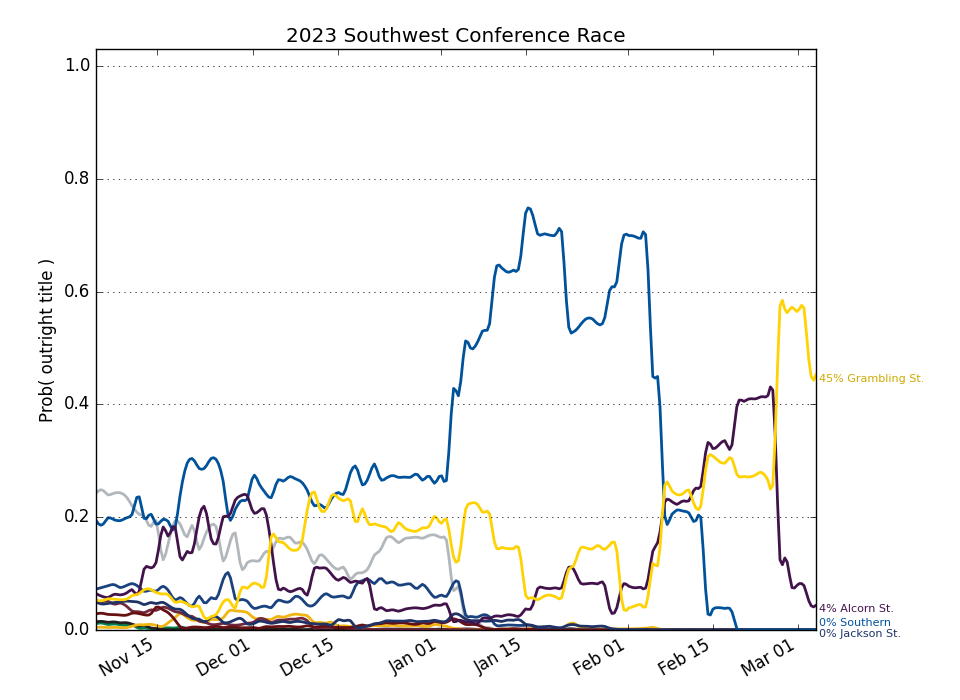 2023 Southwest Conference Race
Prob( outright title )
1.0
0.8
0.6
0.4
0.2
0.0
Nov 15
Dec 01
Dec 15
Jan 01
Jan 15
Feb 01
Feb 15
Mar 01
45% Grambling St.
4% Alcorn St.
0% Southern
0% Jackson St.